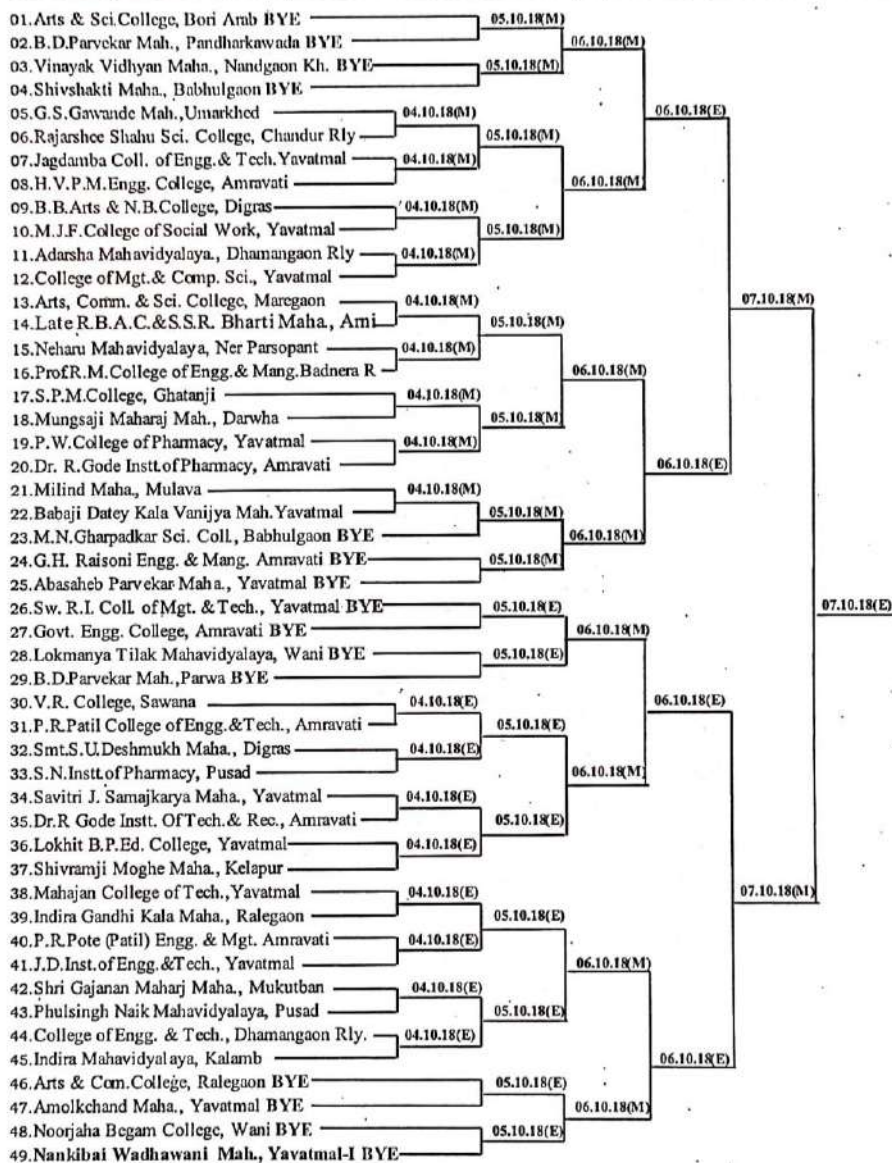 01.Arts & Sci.College, Bori Arab BYE
05.10.18(M)
02.B.D.Parvekar Mah., Pandharkawada BYE
06.10.18(M)
03.Vinayak Vidhyan Maha., Nandgaon Kh. BYE
05.10.18(M)
04.Shivshakti Maha., Babhulgaon BYE
06.10.18(E)
05.G.S.Gawande Mah.,Umarkhed
04.10.18(M)
06.Rajarshee Shahu Sci. College, Chandur Rly
05.10.18(M)
07.Jagdamba Coll. of Engg.& Tech.Yavatmal
04.10.18(M)
08.H.V.P.M.Engg. College, Amravati
06.10.18(M)
09.B.B.Arts & N.B.College, Digras
04.10.18(M)
10.M.J.F.College of Social Work, Yavatmal
05.10.18(M)
11.Adarsha Mahavidyalaya., Dhamangaon Rly
04.10.18(M)
12.College of Mgt.& Comp. Sci., Yavatmal
13.Arts, Comm. & Sci. College, Maregaon
04.10.18(M)
07.10.18(M)
14.Late R.B.A.C.&S.S.R. Bharti Maha., Arni
05.10.18(M)
15.Neharu Mahavidyalaya, Ner Parsopant
04.10.18(M)
16.Prof.R.M.College of Engg.& Mang.Badnera R
06.10.18(M)
17.S.P.M.College, Ghatanji
04.10.18(M)
18.Mungsaji Maharaj Mah., Darwha
05.10.18(M)
19.P.W.College of Pharmacy, Yavatmal
04.10.18(M)
20.Dr. R.Gode Instt.of Pharmacy, Amravati
06.10.18(E)
21.Milind Maha., Mulava
04.10.18(M)
22.Babaji Datey Kala Vanijya Mah.Yavatmal
05.10.18(M)
23.M.N.Gharpadkar Sci. Coll., Babhulgaon BYE
06.10.18(M)
24.G.H. Raisoni Engg. & Mang. Amravati BYE
05.10.18(M)
25.Abasaheb Parvekar Maha., Yavatmal BYE
26.Sw. R.I. Coll. of Mgt. & Tech., Yavatmal BYE
05.10.18(E)
07.10.18(E)
27.Govt. Engg. College, Amravati BYE
06.10.18(M)
28.Lokmanya Tilak Mahavidyalaya, Wani BYE
05.10.18(E)
29.B.D.Parvekar Mah.,Parwa BYE
30.V.R. College, Sawana
04.10.18(E)
06.10.18(E)
31.P.R.Patil College of Engg.&Tech., Amravati
05.10.18(E)
32.Smt.S.U.Deshmukh Maha., Digras
04.10.18(E)
33.S.N.Instt.of Pharmacy, Pusad
06.10.18(M)
34.Savitri J. Samajkarya Maha., Yavatmal
04.10.18(E)
35.Dr.R Gode Instt. Of Tech.& Rec., Amravati
05.10.18(E)
36.Lokhit B.P.Ed. College, Yavatmal
04.10.18(E)
37.Shivramji Moghe Maha., Kelapur
38.Mahajan College of Tech.,Yavatmal
04.10.18(E)
07.10.18(M)
39.Indira Gandhi Kala Maha., Ralegaon
05.10.18(E)
40.P.R.Pote (Patil) Engg. & Mgt. Amravati
04.10.18(E)
41.J.D.Inst.of Engg.&Tech., Yavatmal
06.10.18(M)
42.Shri Gajanan Maharj Maha., Mukutban
04.10.18(E)
43.Phulsingh Naik Mahavidyalaya, Pusad
05.10.18(E)
44.College of Engg. & Tech., Dhamangaon Rly.
04.10.18(E)
45.Indira Mahavidyalaya, Kalamb
06.10.18(E)
46.Arts & Com.College, Ralegaon BYE
05.10.18(E)
47.Amolkchand Maha., Yavatmal BYE
06.10.18(M)
48.Noorjaha Begam College, Wani BYE
05.10.18(E)
49.Nankibai Wadhawani Mah., Yavatmal-I BYE